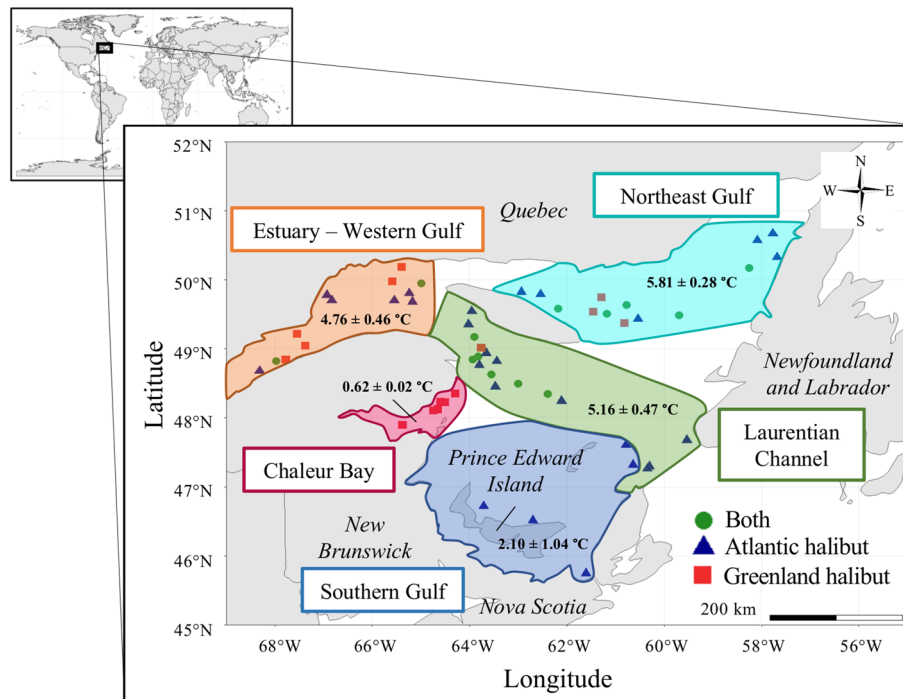 52°N
51°N
50°N
49°N
48°N
47°N
46°N
45°N
Latitude
68°W
66°W
64°W
62°W
60°W
58°W
56°W
Longitude
N
W
E
S
Quebec
Northeast Gulf
Estuary – Western Gulf
5.81 ± 0.28 °C
4.76 ± 0.46 °C
Newfoundland
and Labrador
0.62 ± 0.02 °C
5.16 ± 0.47 °C
Laurentian
Channel
Chaleur Bay
Prince Edward
Island
New
Brunswick
2.10 ± 1.04 °C
Southern Gulf
Nova Scotia
Both
Atlantic halibut
Greenland halibut
200 km